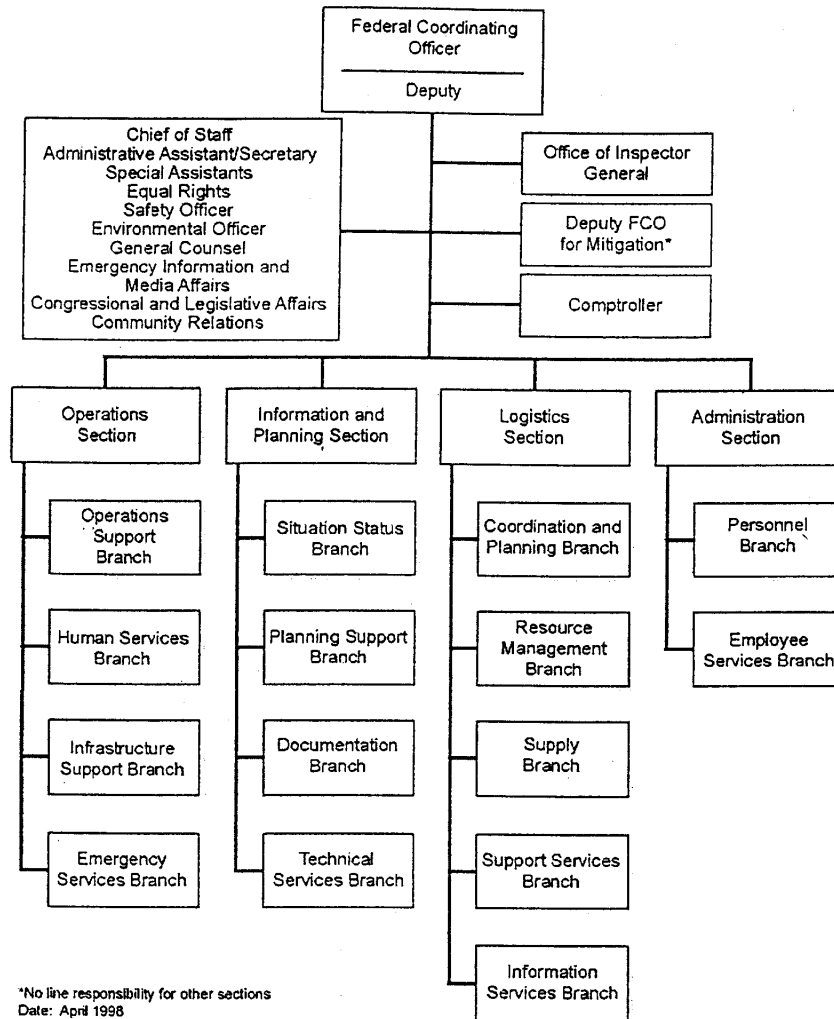 Federal Coordinating
Officer
Deputy
Chief of Staff
Administrative Assistant/Secretary
Special Assistants
Equal Rights
Safety Officer
Environmental Officer
General Counsel
Emergency Information and
Media Affairs
Congressional and Legislative Affairs
Community Relations
Office of Inspector
General
Deputy FCO
for Mitigation*
Comptroller
Operations
Section
Operations
Support
Branch
Human Services
Branch
Infrastructure
Support Branch
Emergency
Services Branch
Information and
Planning Section
Situation Status
Branch
Planning Support
Branch
Documentation
Branch
Technical
Services Branch
Logistics
Section
Coordination and
Planning Branch
Resource
Management
Branch
Supply
Branch
Support Services
Branch
Information
Services Branch
Administration
Section
Personnel
Branch
Employee
Services Branch
*No line responsibility for other sections
Date: April 1998